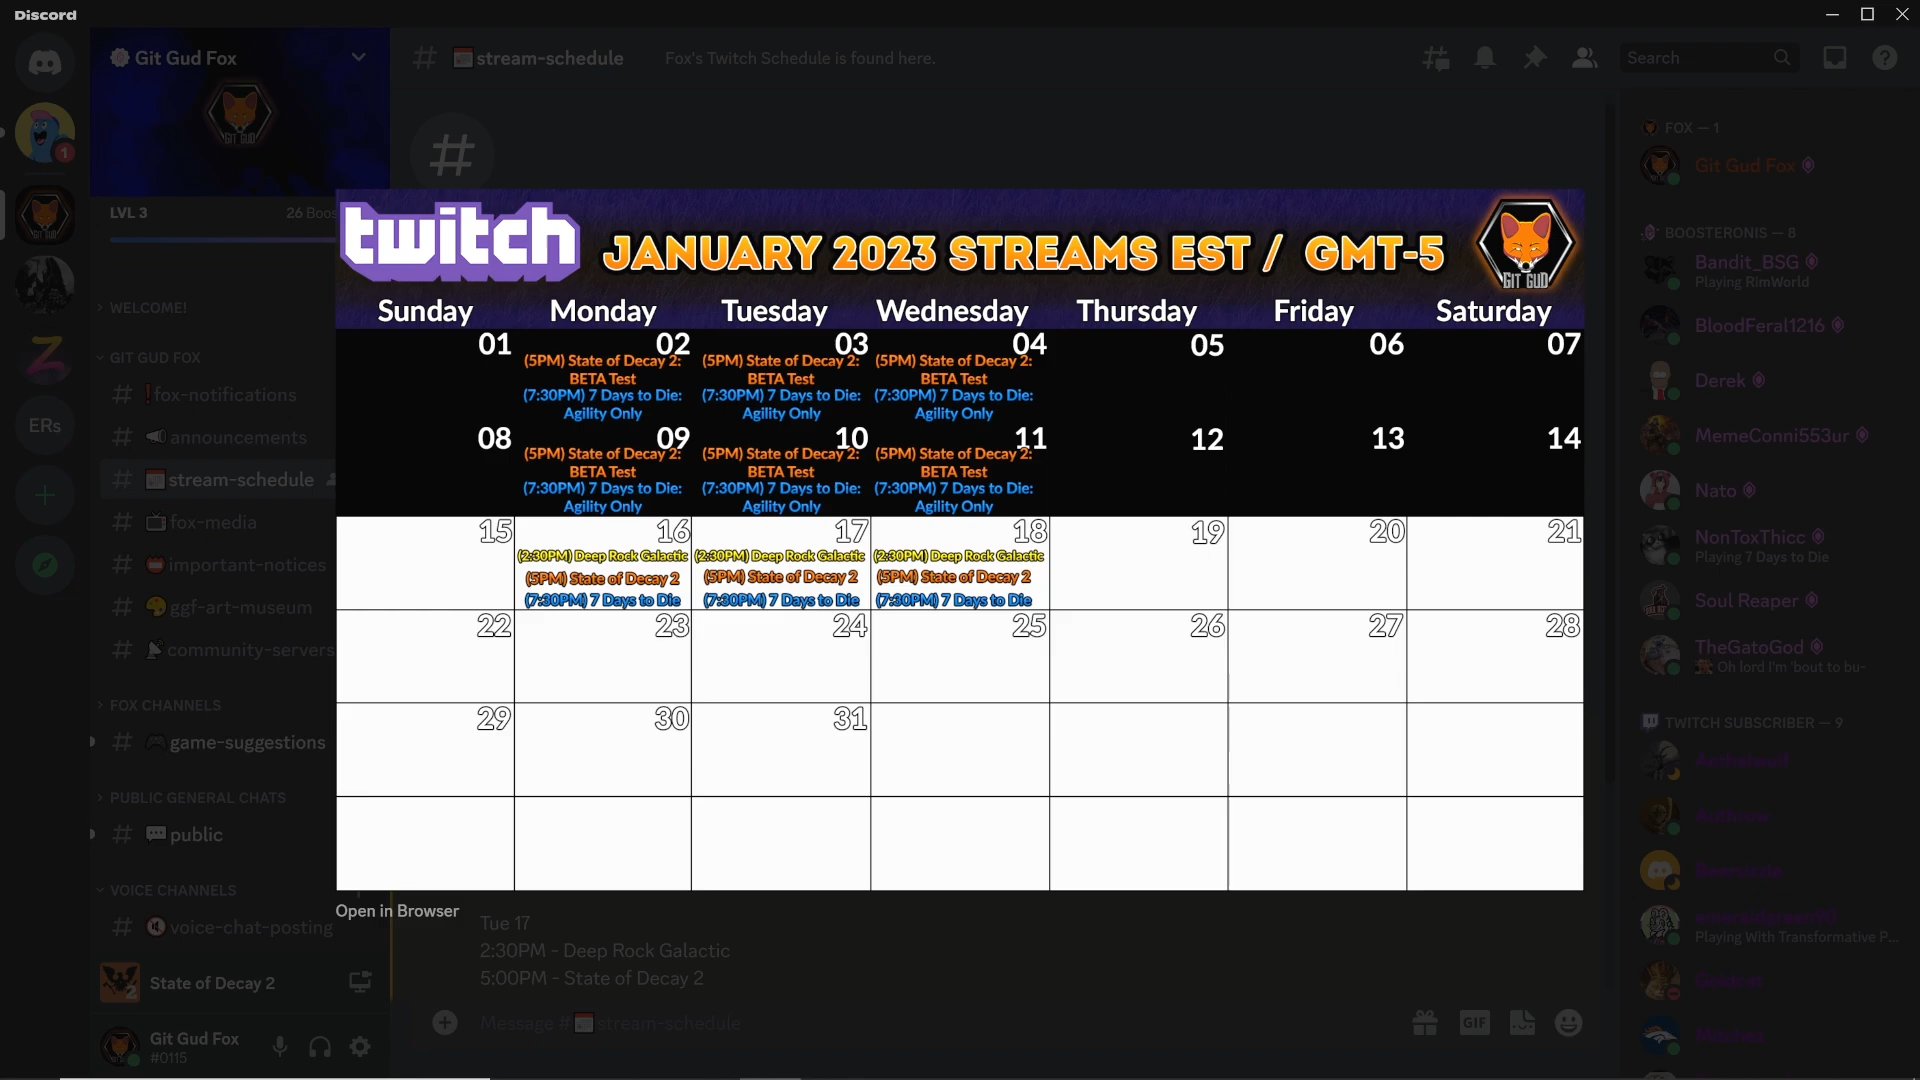 Discord
Git Gud Fox
stream-schedule
Fox's Twitch Schedule is found here.
Search
1
GIT GUD
LVL 3
26 Boos
WELCOME!
GIT GUD FOX
fox-notifications
announcements
stream-schedule
fox-media
important-notices
ggf-art-museum
community-servers
FOX CHANNELS
game-suggestions
PUBLIC GENERAL CHATS
public
VOICE CHANNELS
voice-chat-posting
State of Decay 2
Git Gud Fox
#0115
ERs
twitch
JANUARY 2023 STREAMS EST / GMT-5
GIT GUD
Sunday Monday Tuesday Wednesday Thursday Friday Saturday
01 02 03 04 05 06 07
(5PM) State of Decay 2: (5PM) State of Decay 2: (5PM) State of Decay 2:
BETA Test BETA Test BETA Test
(7:30PM) 7 Days to Die: (7:30PM) 7 Days to Die: (7:30PM) 7 Days to Die:
Agility Only Agility Only Agility Only
08 09 10 11 12 13 14
(5PM) State of Decay 2: (5PM) State of Decay 2: (5PM) State of Decay 2:
BETA Test BETA Test BETA Test
(7:30PM) 7 Days to Die: (7:30PM) 7 Days to Die: (7:30PM) 7 Days to Die:
Agility Only Agility Only Agility Only
15 16 17 18 19 20 21
(2:30PM) Deep Rock Galactic (2:30PM) Deep Rock Galactic (2:30PM) Deep Rock Galactic
(5PM) State of Decay 2 (5PM) State of Decay 2 (5PM) State of Decay 2
(7:30PM) 7 Days to Die (7:30PM) 7 Days to Die (7:30PM) 7 Days to Die
22 23 24 25 26 27 28
29 30 31
Open in Browser
Tue 17
2:30PM - Deep Rock Galactic
5:00PM - State of Decay 2
Message # stream-schedule
GIF
FOX — 1
Git Gud Fox
BOOSTERONIS — 8
Bandit_BSG
Playing RimWorld
BloodFeral1216
Derek
MemeConni553ur
Nato
NonToxThicc
Playing 7 Days to Die
Soul Reaper
TheGatoGod
Oh lord I'm 'bout to bu-
TWITCH SUBSCRIBER — 9
Playing With Transformative P...